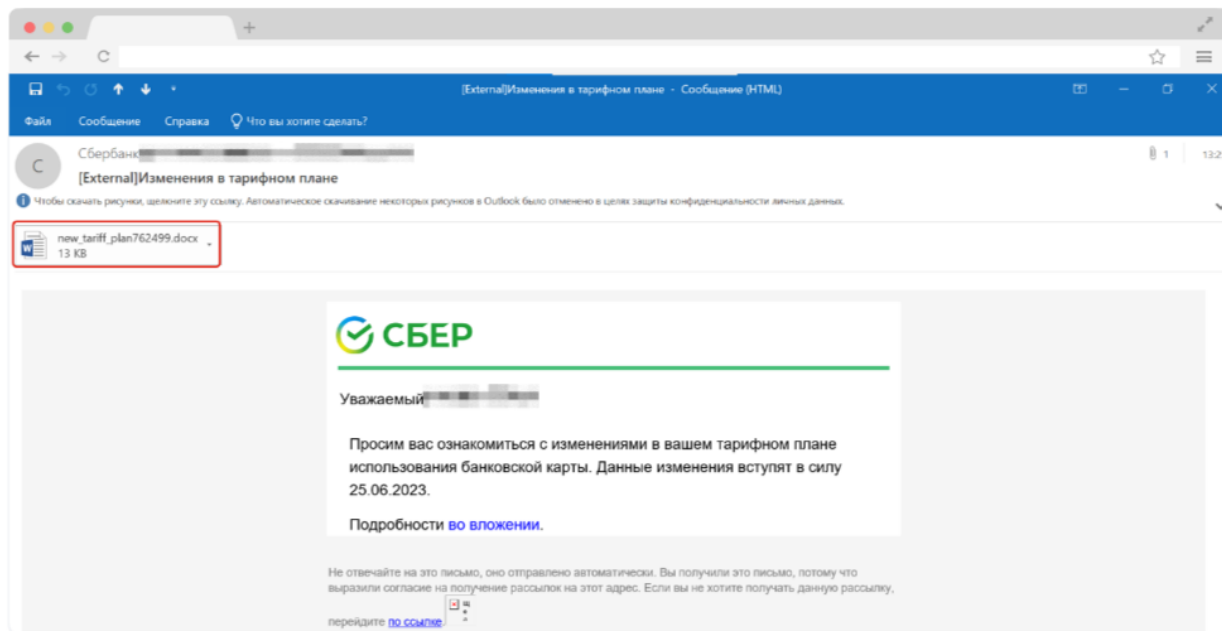 [External]Изменения в тарифном плане - Сообщение (HTML)
Файл Сообщение Справка Что вы хотите сделать?
С
Сбербанк
1 13:2
[External]Изменения в тарифном плане
Чтобы скачать рисунки, щелкните эту ссылку. Автоматическое скачивание некоторых рисунков в Outlook было отменено в целях защиты конфиденциальности личных данных.
new_tariff_plan762499.docx
13 KB
СБЕР
Уважаемый
Просим вас ознакомиться с изменениями в вашем тарифном плане
использования банковской карты. Данные изменения вступят в силу
25.06.2023.
Подробности во вложении.
Не отвечайте на это письмо, оно отправлено автоматически. Вы получили это письмо, потому что
выразили согласие на получение рассылок на этот адрес. Если вы не хотите получать данную рассылку,
перейдите по ссылке.